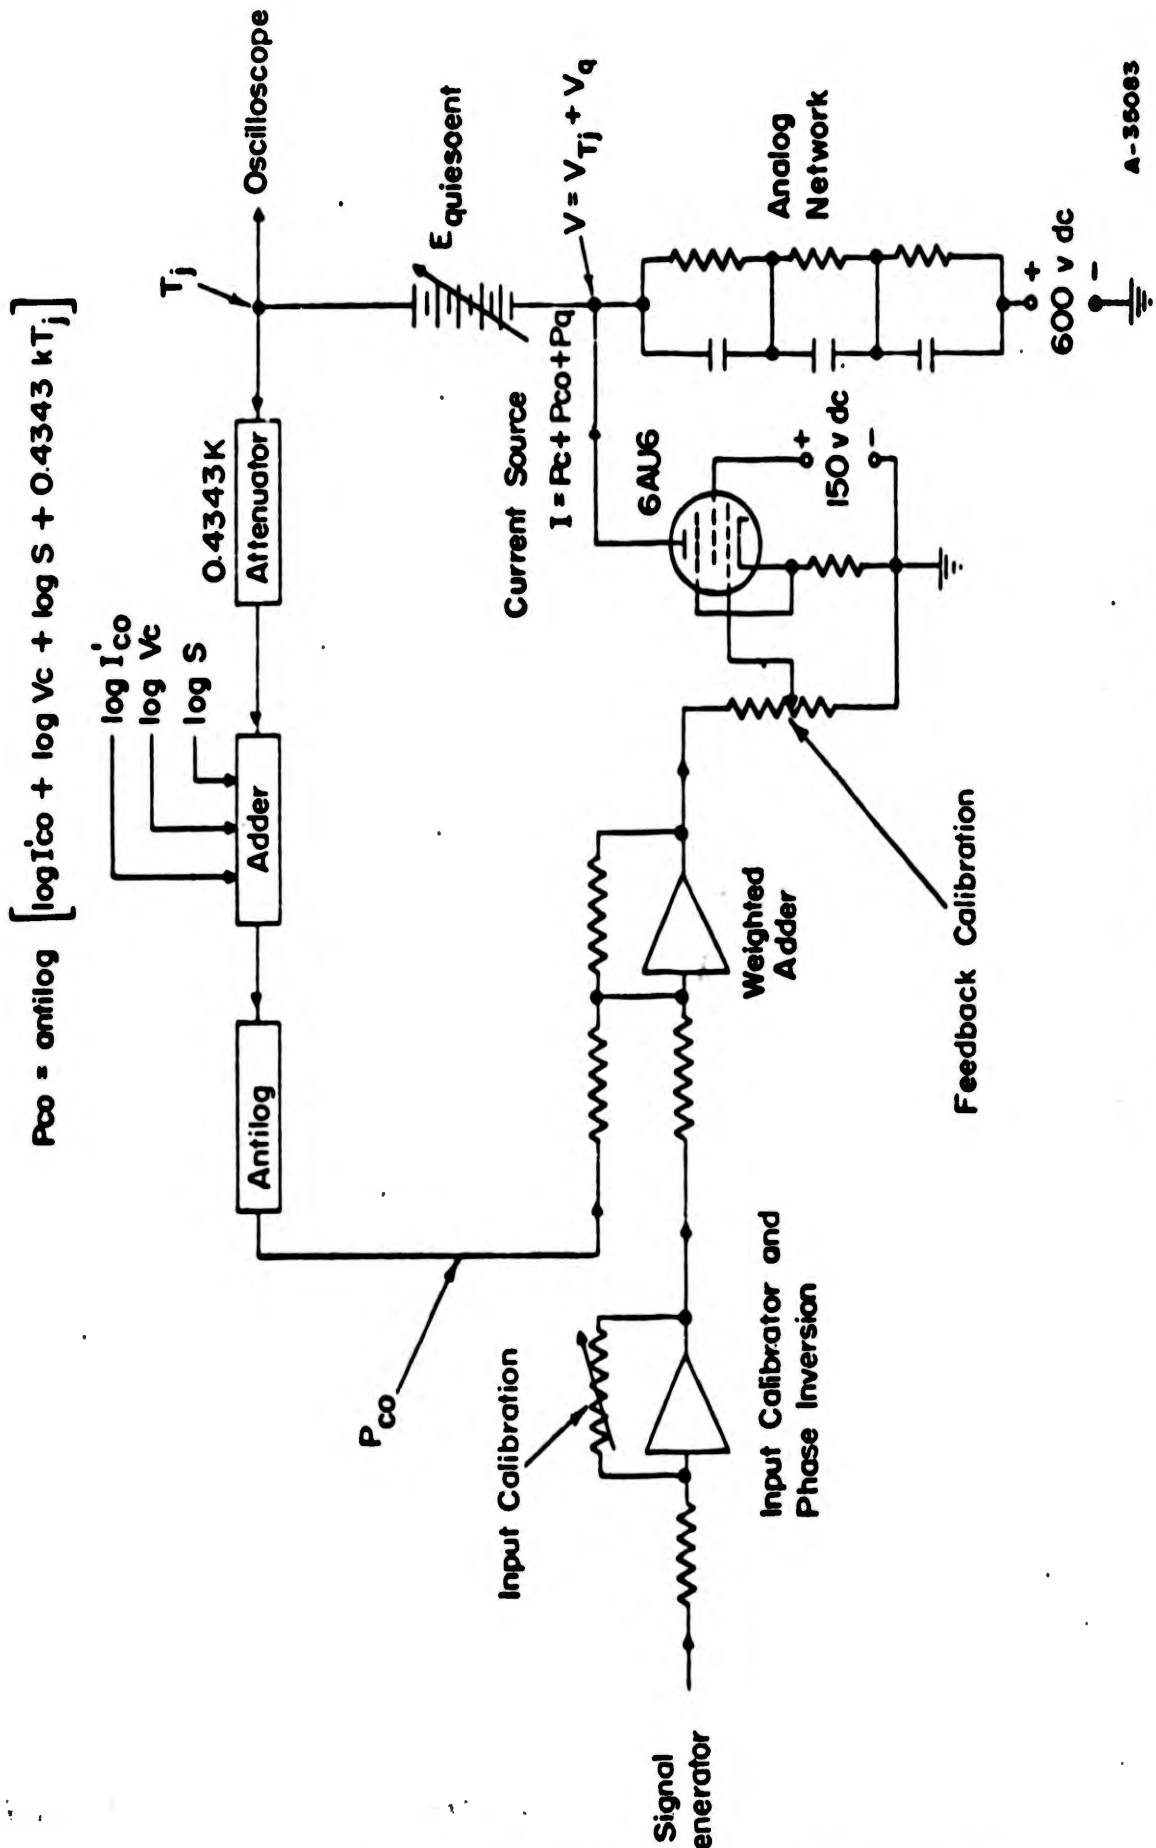 Pco = antilog [log I'co + log Vc + log S + 0.4343 kTj]
log I'co
log Vc
log S
0.4343K
Antilog
Adder
Attenuator
Tj
Oscilloscope
Pco
E quiescent
Current Source
I = Pc + Pco + Pq
V = VTj + Vq
6AU6
Input Calibration
Weighted
Adder
150 v dc
+
−
Analog
Network
Signal
enerator
Input Calibrator and
Phase Inversion
Feedback Calibration
600 v dc
+
−
A-35083